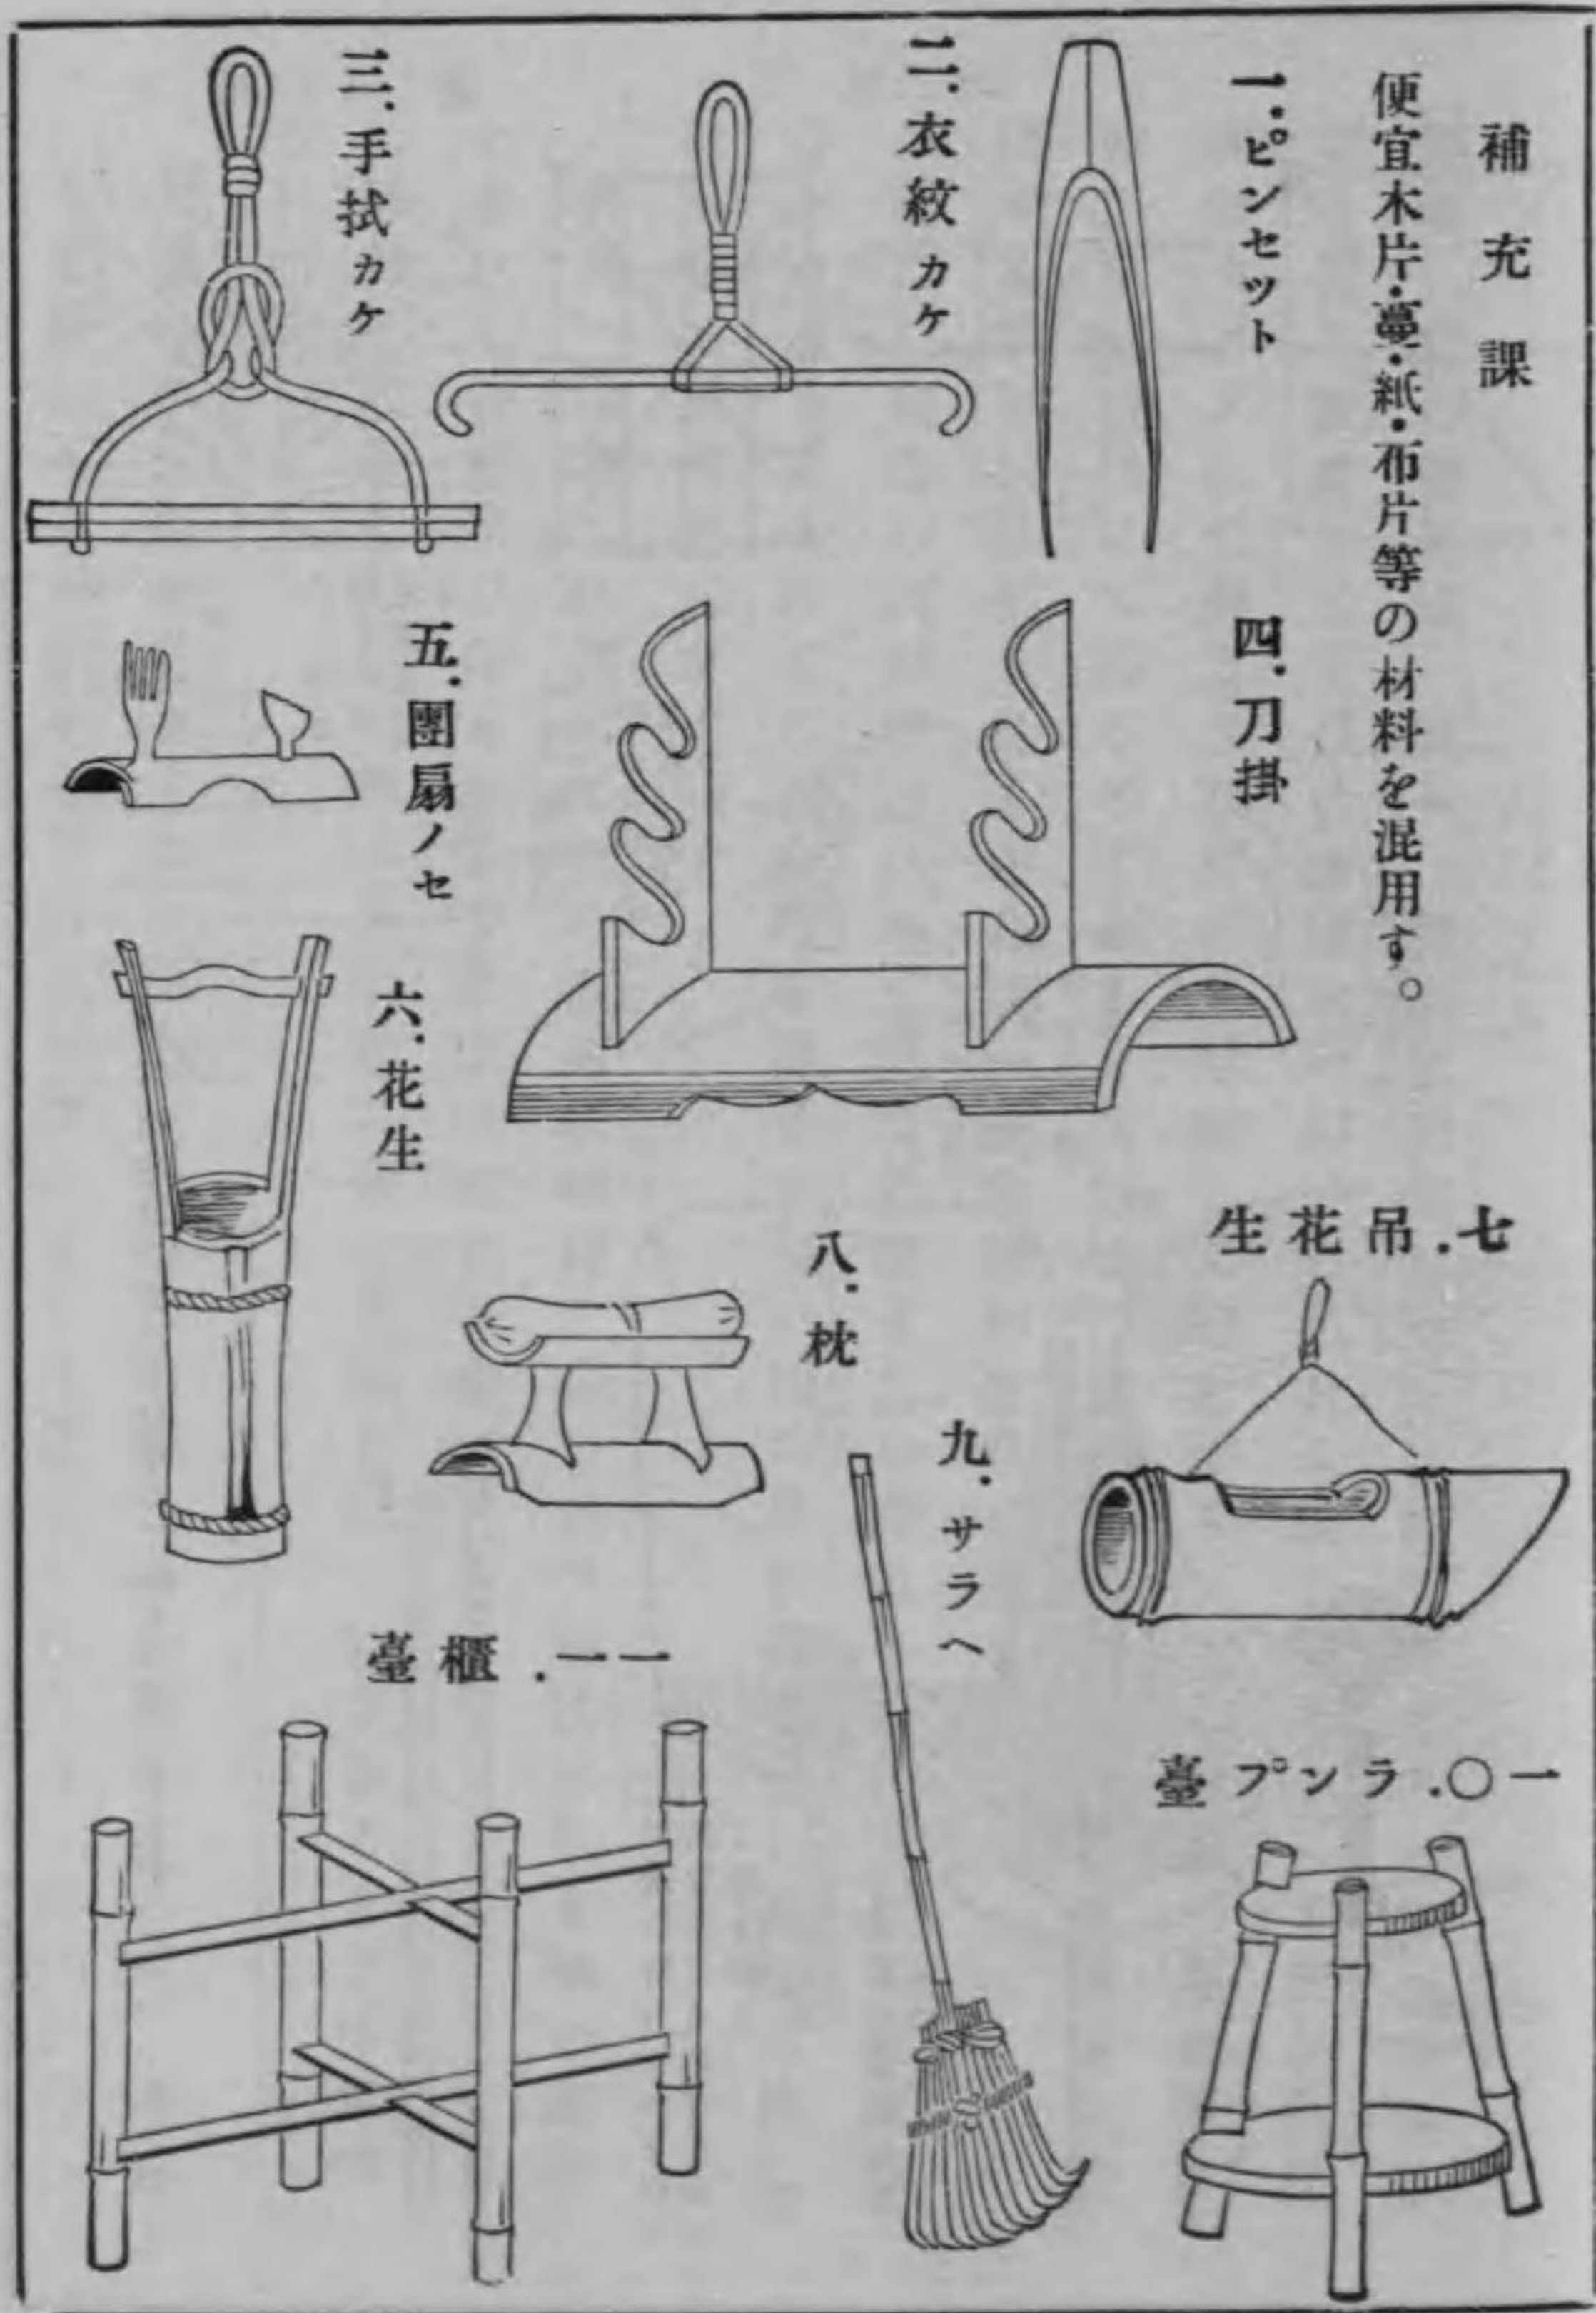 補充課
便宜木片・蔓・紙・布片等の材料を混用す。
一.ピンセット
二.衣紋カケ
三.手拭カケ
四.刀掛
五.團扇ノセ
六.花生
七.吊花生
八.枕
九.サラヘ
一〇.ランプ臺
一一.櫃臺